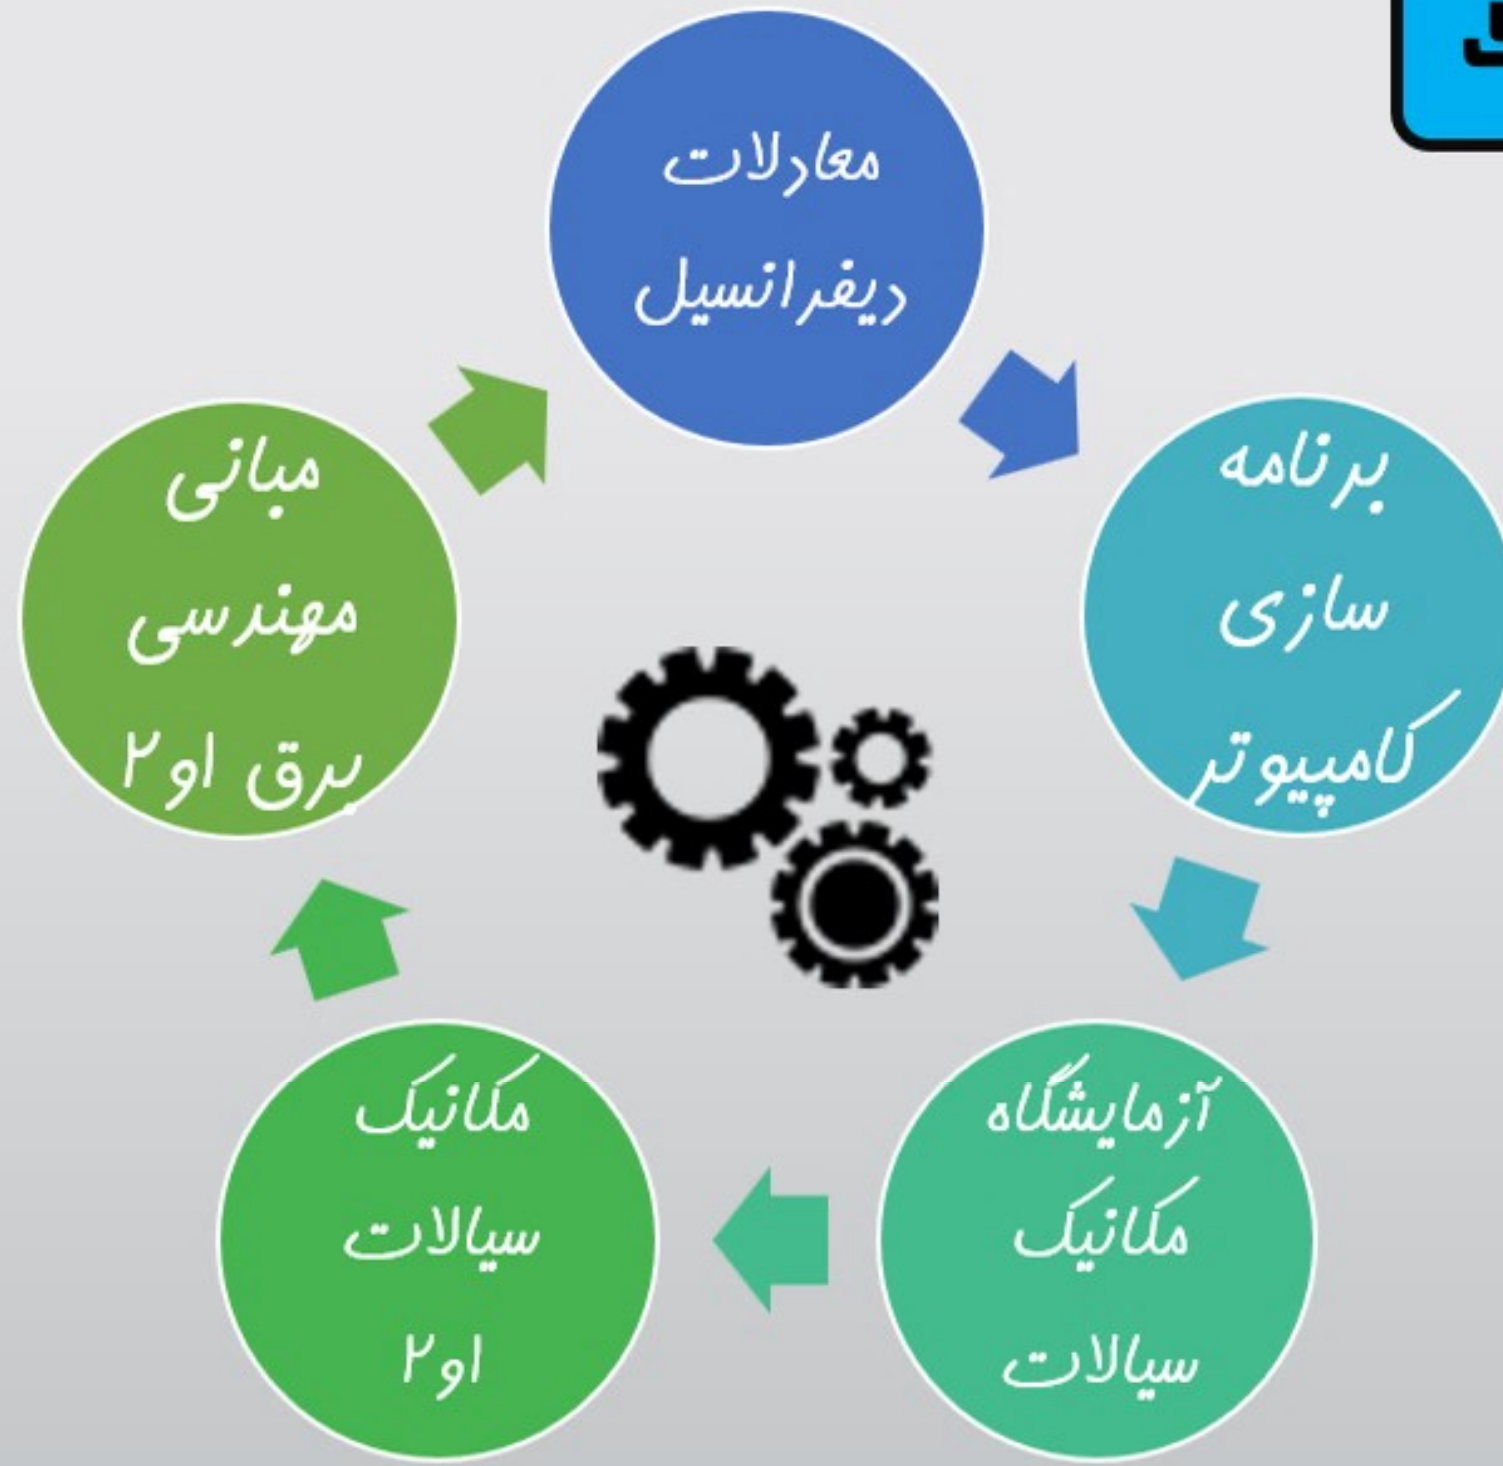 معادلات
دیفرانسیل
برنامه
سازی
کامپیوتر
آزمایشگاه
مکانیک
سیالات
مکانیک
سیالات
۱و۲
مبانی
مهندسی
برق ۱و۲